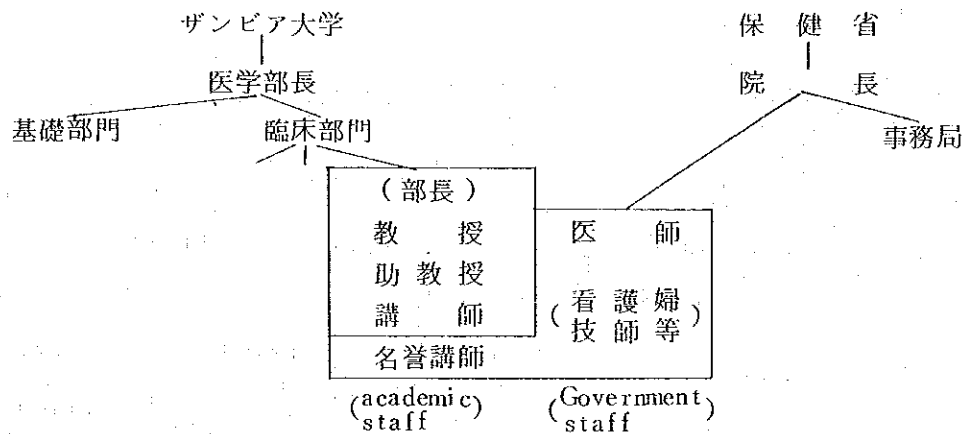 ザンビア大学
保健省
医学部長
院長
基礎部門
臨床部門
事務局
(部長)
教授
助教授
講師
名誉講師
医師
(看護婦
技師等)
(academic
staff)
(Government
staff)